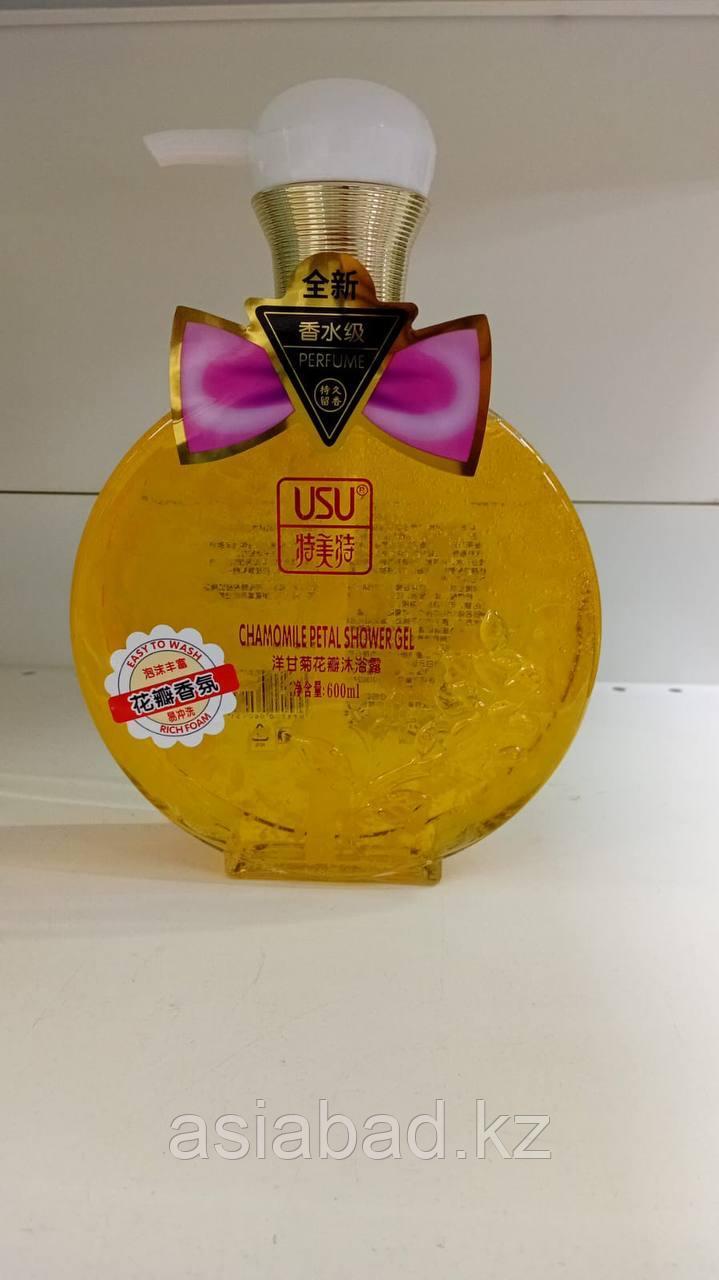 全新
香水级
PERFUME
持久
留香
USU®
特美特
CHAMOMILE PETAL SHOWER GEL
洋甘菊花瓣沐浴露
净含量:600ml
EASY TO WASH
泡沫丰富
花瓣香氛
易冲洗
RICH FOAM
asiabad.kz